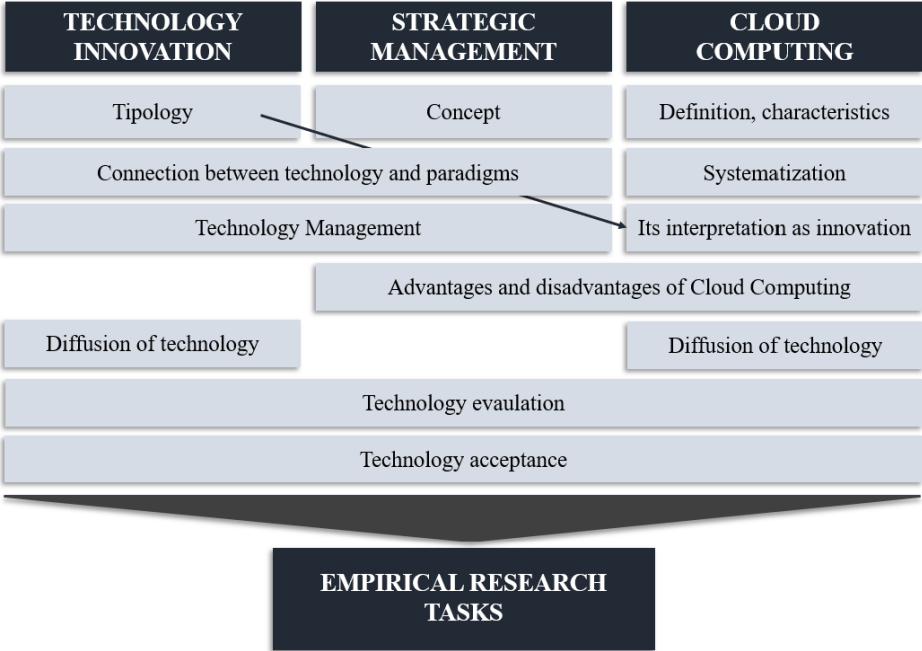 TECHNOLOGY
INNOVATION
STRATEGIC
MANAGEMENT
CLOUD
COMPUTING
Tipology
Concept
Definition, characteristics
Connection between technology and paradigms
Systematization
Technology Management
Its interpretation as innovation
Advantages and disadvantages of Cloud Computing
Diffusion of technology
Diffusion of technology
Technology evaulation
Technology acceptance
EMPIRICAL RESEARCH
TASKS